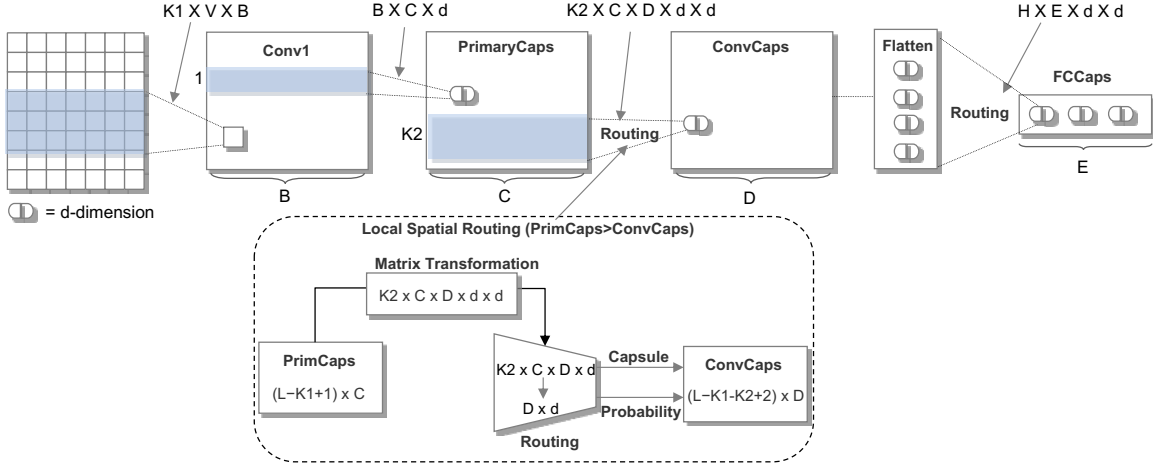 K1 X V X B
B X C X d
K2 X C X D X d X d
H X E X d X d
Conv1
PrimaryCaps
ConvCaps
Flatten
FCCaps
1
K2
Routing
Routing
B
C
D
E
= d-dimension
Local Spatial Routing (PrimCaps>ConvCaps)
Matrix Transformation
K2 x C x D x d x d
PrimCaps
(L−K1+1) x C
K2 x C x D x d
D x d
Routing
Capsule
Probability
ConvCaps
(L−K1-K2+2) x D